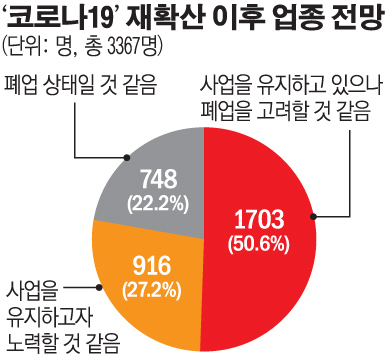 ‘코로나19’ 재확산 이후 업종 전망
(단위: 명, 총 3367명)
폐업 상태일 것 같음
사업을 유지하고 있으나
폐업을 고려할 것 같음
748
(22.2%)
1703
(50.6%)
916
(27.2%)
사업을
유지하고자
노력할 것 같음